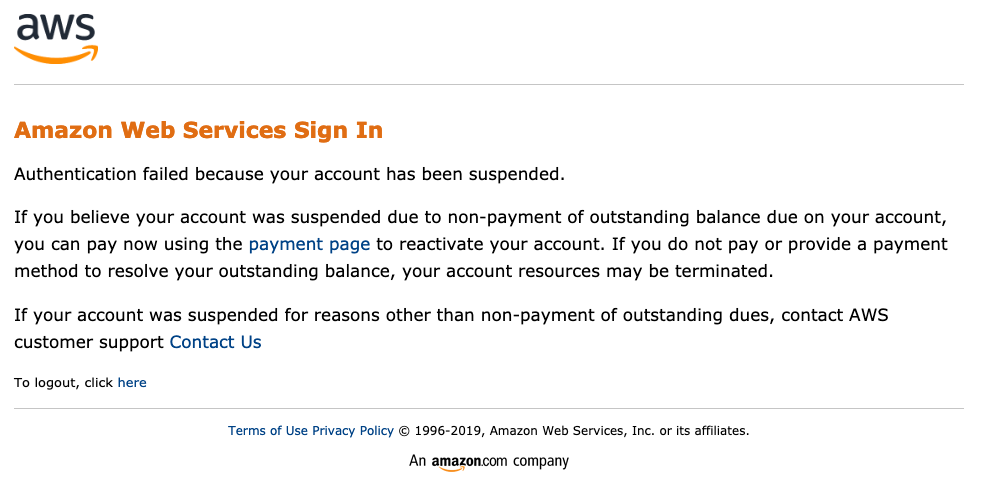 aws
Amazon Web Services Sign In
Authentication failed because your account has been suspended.
If you believe your account was suspended due to non-payment of outstanding balance due on your account,
you can pay now using the payment page to reactivate your account. If you do not pay or provide a payment
method to resolve your outstanding balance, your account resources may be terminated.
If your account was suspended for reasons other than non-payment of outstanding dues, contact AWS
customer support Contact Us
To logout, click here
Terms of Use Privacy Policy © 1996-2019, Amazon Web Services, Inc. or its affiliates.
An amazon.com company